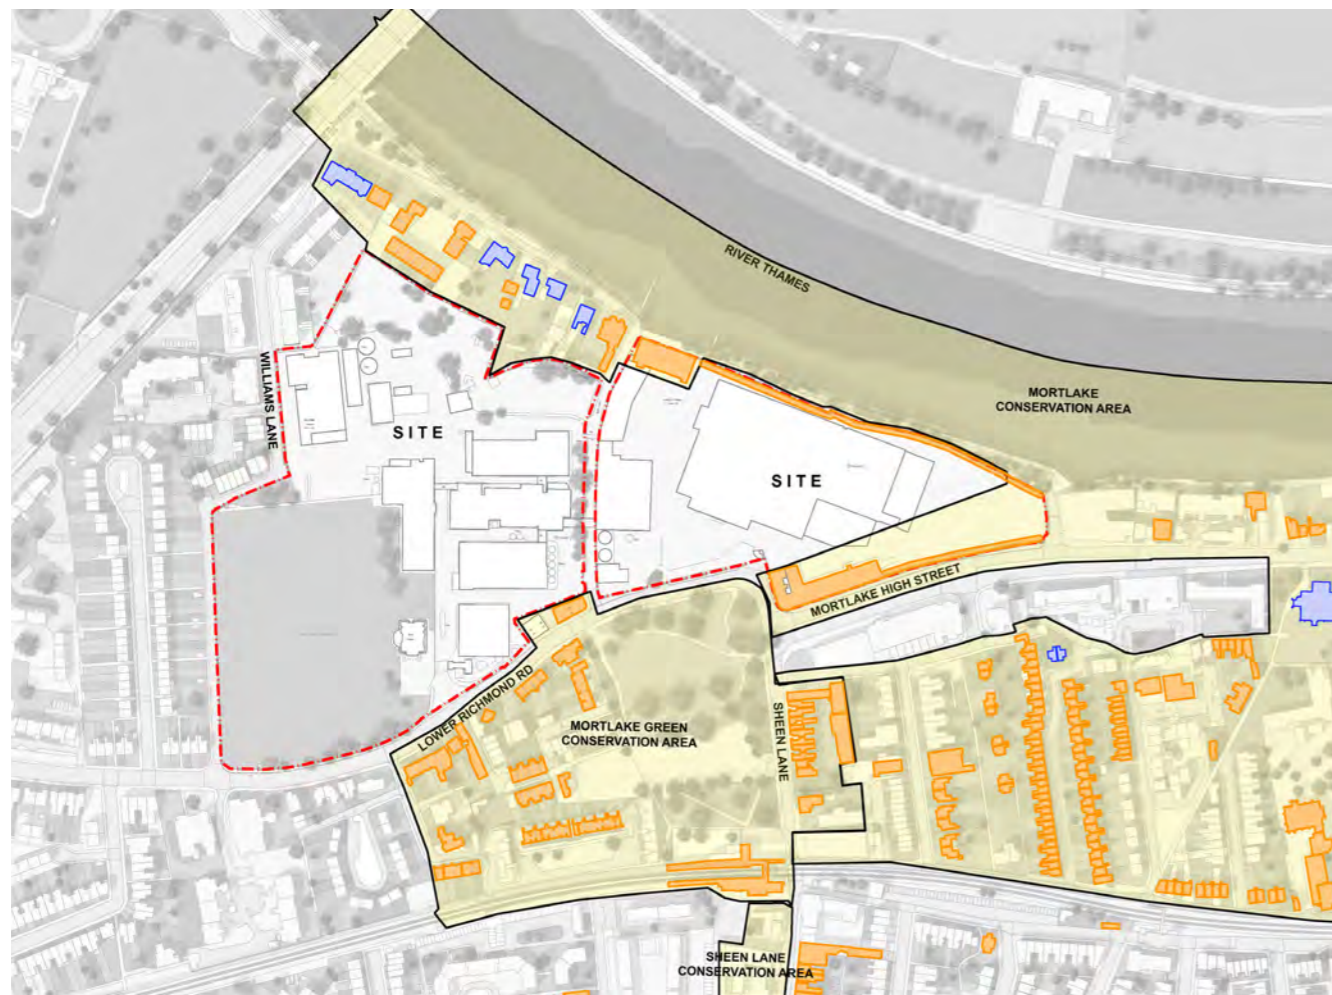 RIVER THAMES
WILLIAMS LANE
MORTLAKE
CONSERVATION AREA
SITE
SITE
MORTLAKE HIGH STREET
LOWER RICHMOND RD
MORTLAKE GREEN
CONSERVATION AREA
SHEEN LANE
SHEEN LANE
CONSERVATION AREA